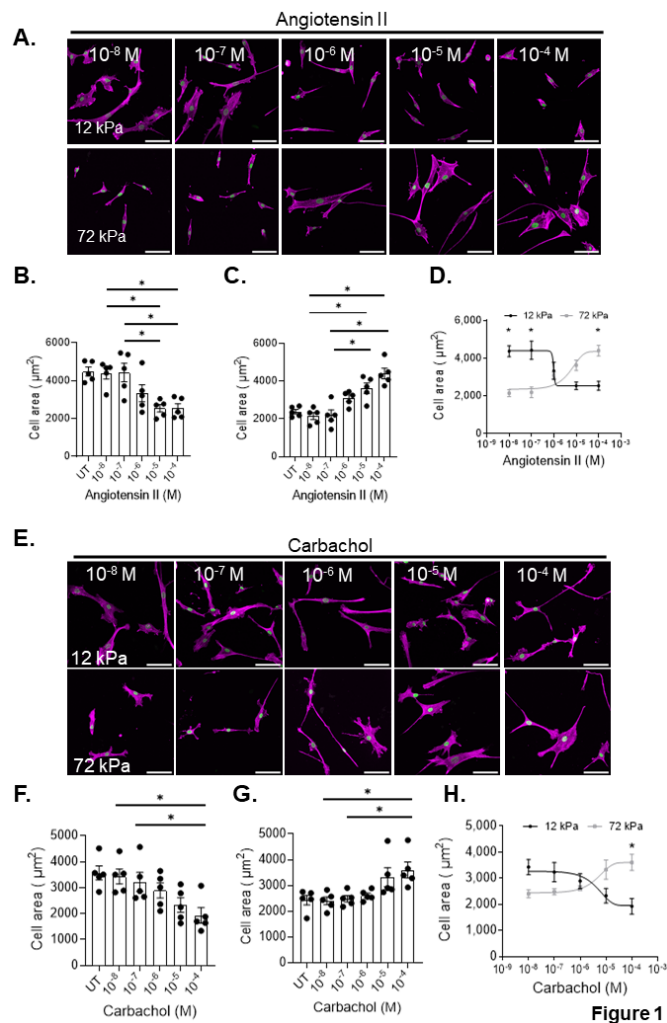 Angiotensin II
A.
10⁻⁸ M 10⁻⁷ M 10⁻⁶ M 10⁻⁵ M 10⁻⁴ M
12 kPa
72 kPa
B. C. D.
* * * *
Cell area ( µm²)
6000
4000
2000
0
UT 10⁻⁸ 10⁻⁷ 10⁻⁶ 10⁻⁵ 10⁻⁴
Angiotensin II (M)
* * * *
Cell area ( µm²)
6000
4000
2000
0
UT 10⁻⁸ 10⁻⁷ 10⁻⁶ 10⁻⁵ 10⁻⁴
Angiotensin II (M)
12 kPa 72 kPa
* * *
Cell area ( µm²)
6,000
4,000
2,000
0
10⁻⁹ 10⁻⁸ 10⁻⁷ 10⁻⁶ 10⁻⁵ 10⁻⁴ 10⁻³
Angiotensin II (M)
E.
Carbachol
10⁻⁸ M 10⁻⁷ M 10⁻⁶ M 10⁻⁵ M 10⁻⁴ M
12 kPa
72 kPa
F. G. H.
* *
Cell area ( µm²)
5000
4000
3000
2000
1000
0
UT 10⁻⁸ 10⁻⁷ 10⁻⁶ 10⁻⁵ 10⁻⁴
Carbachol (M)
* *
Cell area ( µm²)
5000
4000
3000
2000
1000
0
UT 10⁻⁸ 10⁻⁷ 10⁻⁶ 10⁻⁵ 10⁻⁴
Carbachol (M)
12 kPa 72 kPa
*
Cell area ( µm²)
5,000
4,000
3,000
2,000
1,000
0
10⁻⁹ 10⁻⁸ 10⁻⁷ 10⁻⁶ 10⁻⁵ 10⁻⁴ 10⁻³
Carbachol (M)
Figure 1